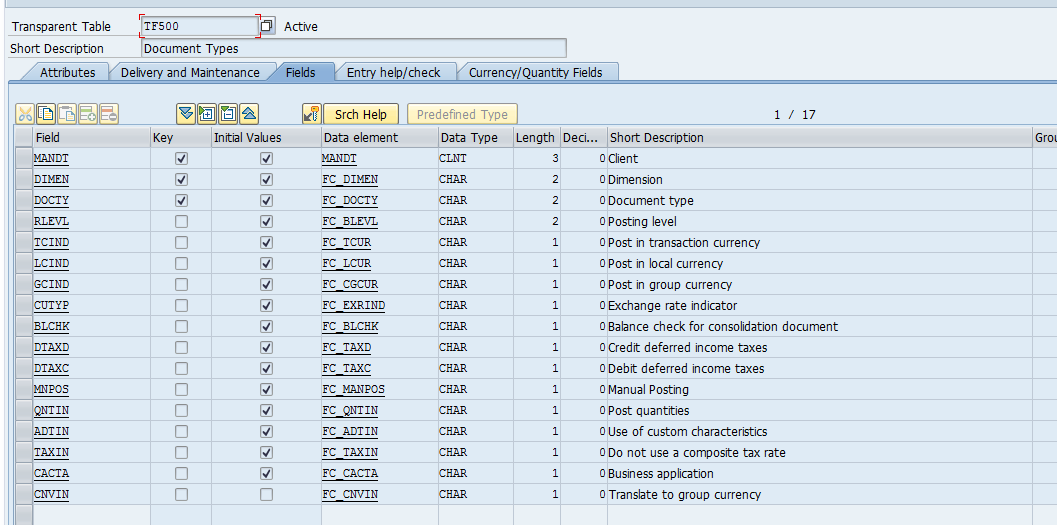 Transparent Table TF500 Active
Short Description Document Types
Attributes Delivery and Maintenance Fields Entry help/check Currency/Quantity Fields
Srch Help Predefined Type 1 / 17
Field Key Initial Values Data element Data Type Length Deci... Short Description Grou
MANDT MANDT CLNT 3 0 Client
DIMEN FC_DIMEN CHAR 2 0 Dimension
DOCTY FC_DOCTY CHAR 2 0 Document type
RLEVL FC_BLEVL CHAR 2 0 Posting level
TCIND FC_TCUR CHAR 1 0 Post in transaction currency
LCIND FC_LCUR CHAR 1 0 Post in local currency
GCIND FC_CGCUR CHAR 1 0 Post in group currency
CUTYP FC_EXRIND CHAR 1 0 Exchange rate indicator
BLCHK FC_BLCHK CHAR 1 0 Balance check for consolidation document
DTAXD FC_TAXD CHAR 1 0 Credit deferred income taxes
DTAXC FC_TAXC CHAR 1 0 Debit deferred income taxes
MNPOS FC_MANPOS CHAR 1 0 Manual Posting
QNTIN FC_QNTIN CHAR 1 0 Post quantities
ADTIN FC_ADTIN CHAR 1 0 Use of custom characteristics
TAXIN FC_TAXIN CHAR 1 0 Do not use a composite tax rate
CACTA FC_CACTA CHAR 1 0 Business application
CNVIN FC_CNVIN CHAR 1 0 Translate to group currency